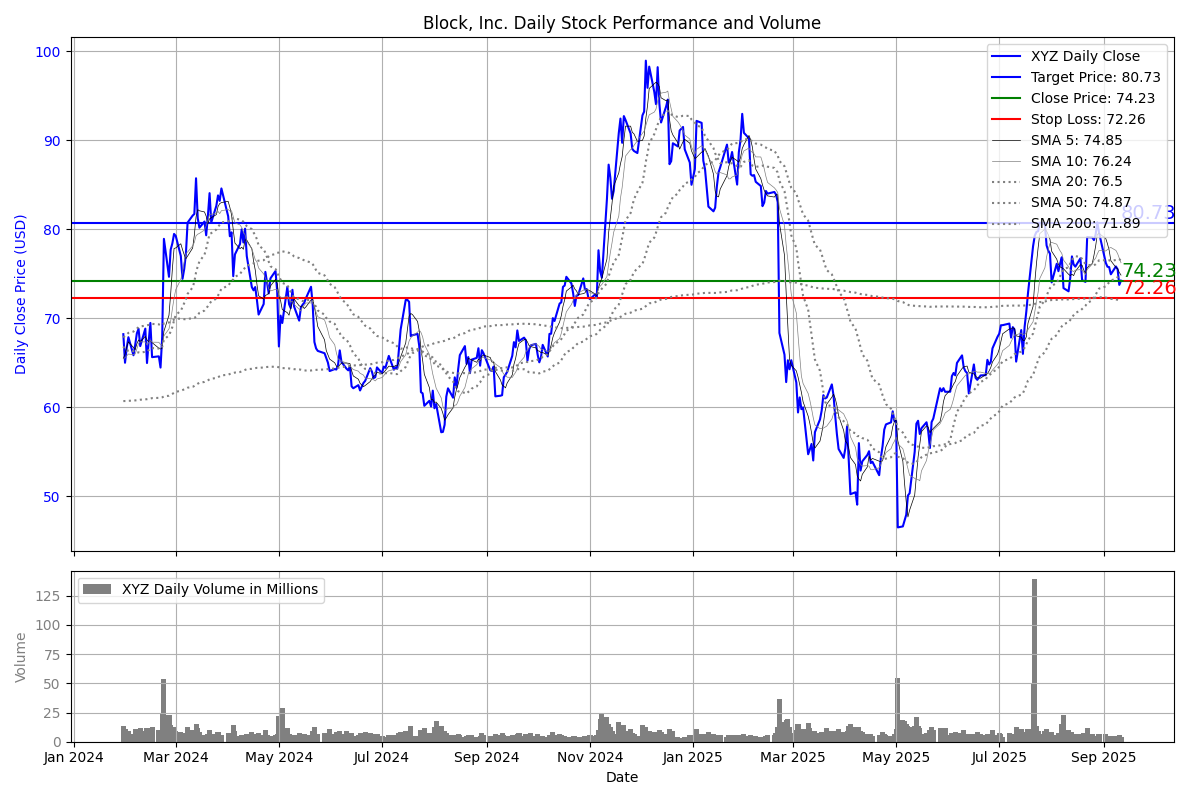 Block, Inc. Daily Stock Performance and Volume
Daily Close Price (USD)
100
90
80
70
60
50
XYZ Daily Close
Target Price: 80.73
Close Price: 74.23
Stop Loss: 72.26
SMA 5: 74.85
SMA 10: 76.24
SMA 20: 76.5
SMA 50: 74.87
SMA 200: 71.89
80.73
74.23
72.26
XYZ Daily Volume in Millions
Volume
125
100
75
50
25
0
Jan 2024 Mar 2024 May 2024 Jul 2024 Sep 2024 Nov 2024 Jan 2025 Mar 2025 May 2025 Jul 2025 Sep 2025
Date